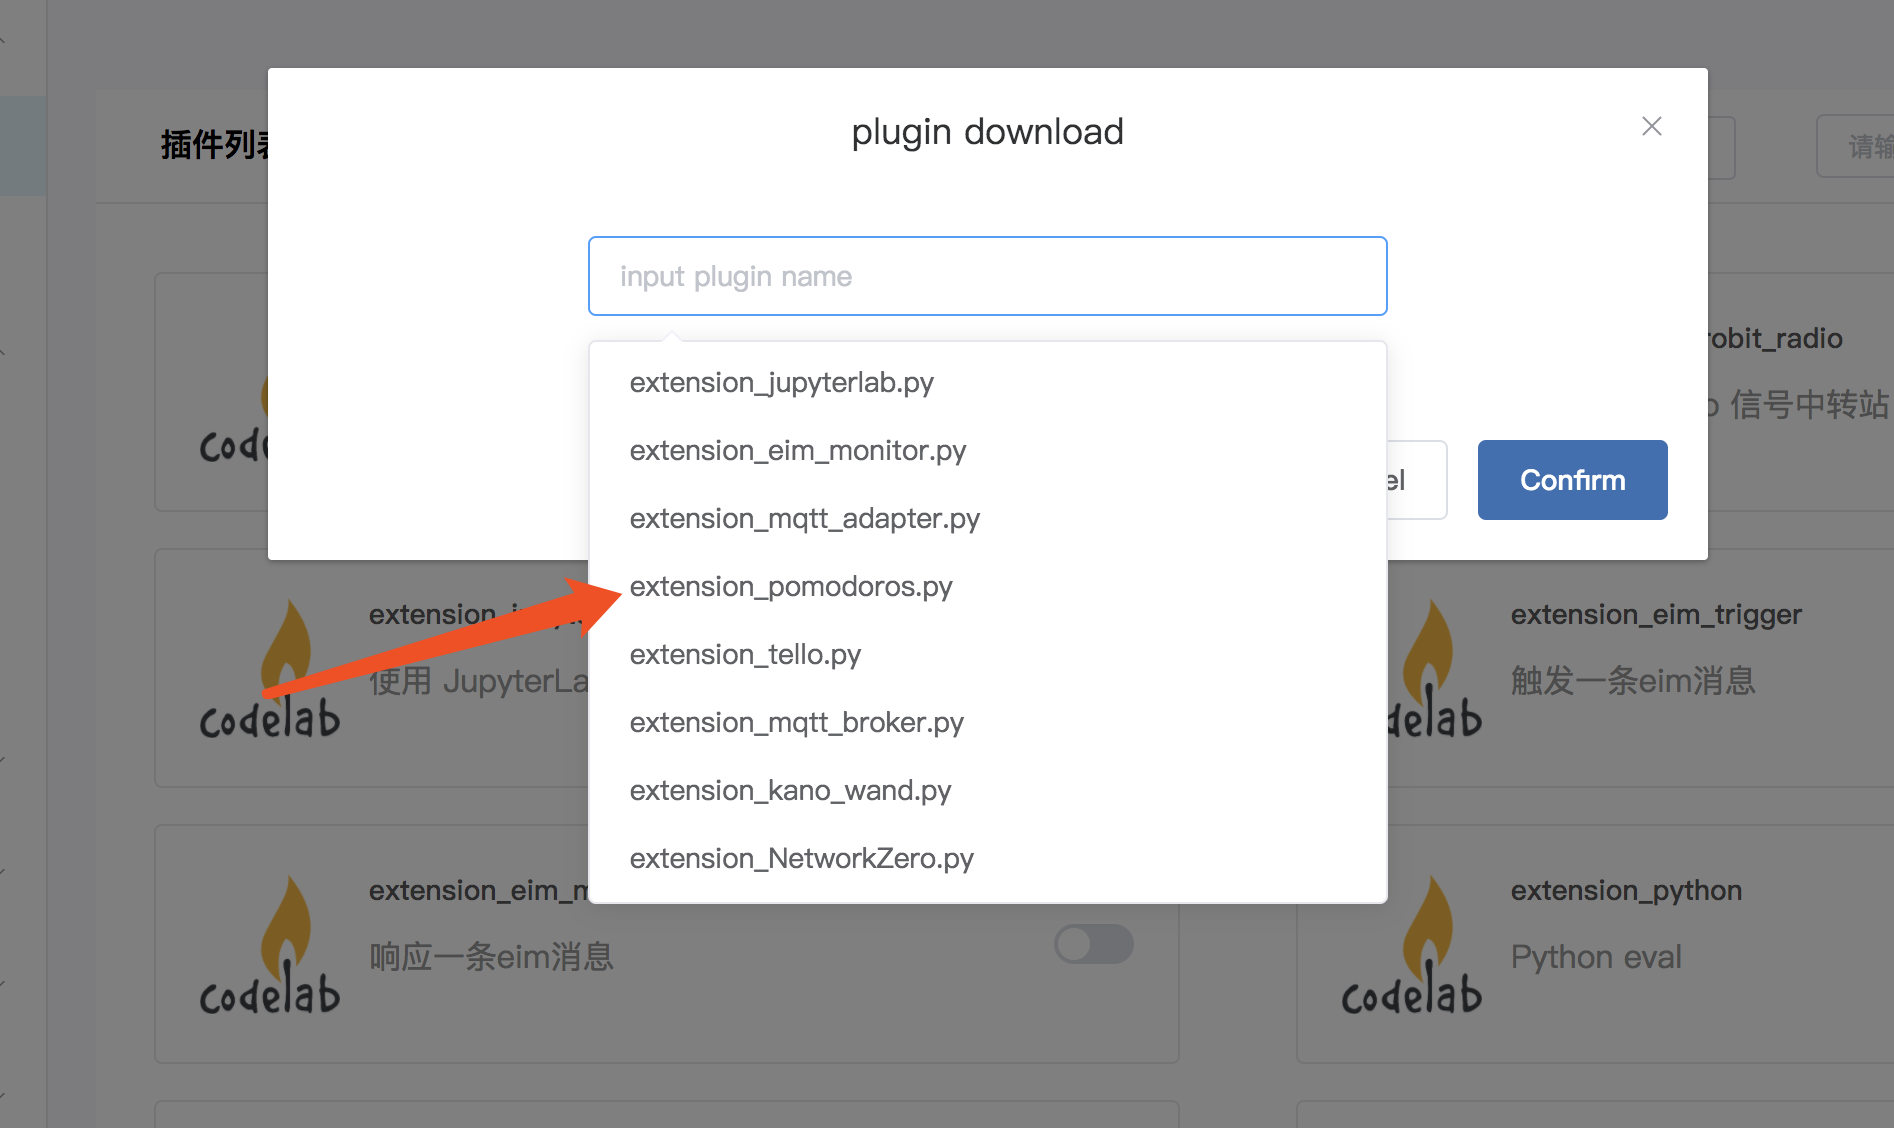 plugin download
插件列表
请输
input plugin name
extension_jupyterlab.py
extension_eim_monitor.py
extension_mqtt_adapter.py
extension_pomodoros.py
extension_tello.py
extension_mqtt_broker.py
extension_kano_wand.py
extension_NetworkZero.py
el
Confirm
robit_radio
信号中转站
codelab
使用 JupyterLa
codelab
extension_eim_trigger
触发一条eim消息
delab
extension_eim_m
响应一条eim消息
codelab
extension_python
Python eval
codelab